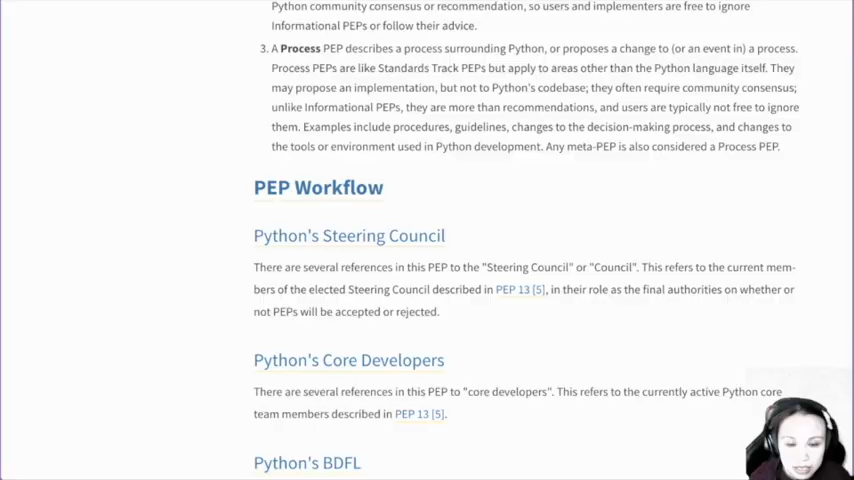 Python community consensus or recommendation, so users and implementers are free to ignore
Informational PEPs or follow their advice.
3. A Process PEP describes a process surrounding Python, or proposes a change to (or an event in) a process.
Process PEPs are like Standards Track PEPs but apply to areas other than the Python language itself. They
may propose an implementation, but not to Python's codebase; they often require community consensus;
unlike Informational PEPs, they are more than recommendations, and users are typically not free to ignore
them. Examples include procedures, guidelines, changes to the decision-making process, and changes to
the tools or environment used in Python development. Any meta-PEP is also considered a Process PEP.
PEP Workflow
Python's Steering Council
There are several references in this PEP to the "Steering Council" or "Council". This refers to the current mem-
bers of the elected Steering Council described in PEP 13 [5], in their role as the final authorities on whether or
not PEPs will be accepted or rejected.
Python's Core Developers
There are several references in this PEP to "core developers". This refers to the currently active Python core
team members described in PEP 13 [5].
Python's BDFL